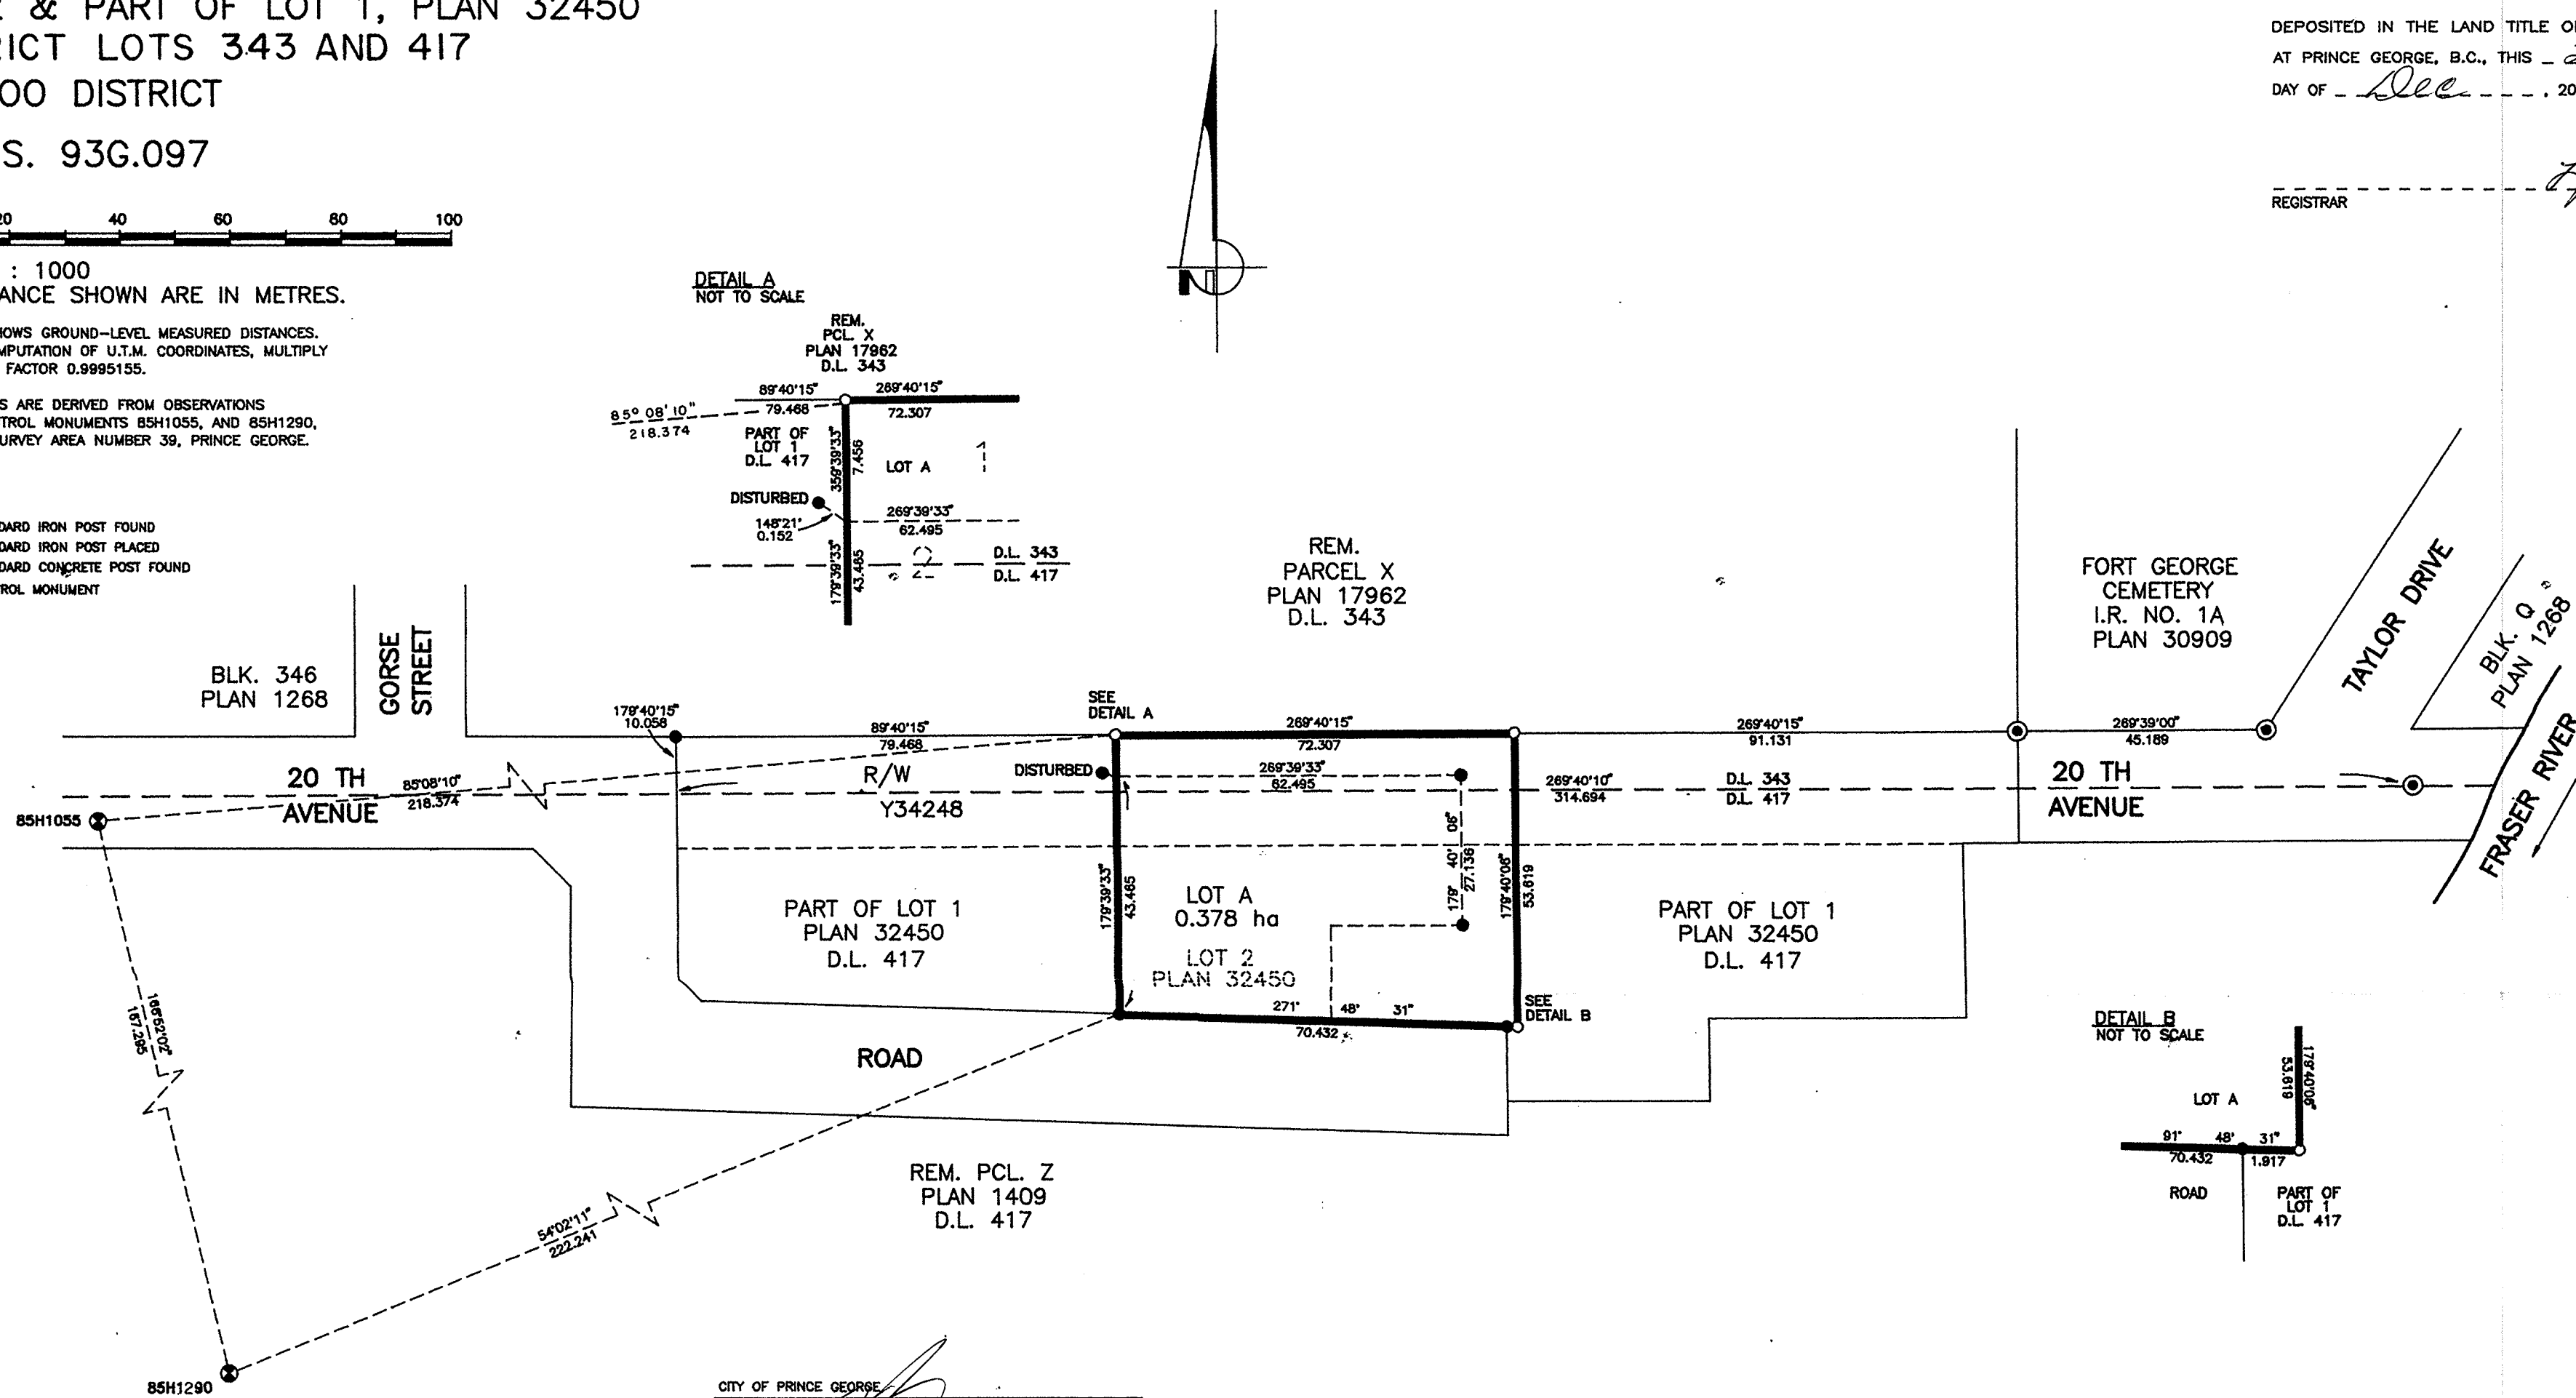 & PART OF LOT 1, PLAN 32450
RICT LOTS 343 AND 417
OO DISTRICT
S. 93G.097
20 40 60 80 100
: 1000
ANCE SHOWN ARE IN METRES.
HOWS GROUND-LEVEL MEASURED DISTANCES.
MPUTATION OF U.T.M. COORDINATES, MULTIPLY
FACTOR 0.9995155.
S ARE DERIVED FROM OBSERVATIONS
TROL MONUMENTS 85H1055, AND 85H1290,
URVEY AREA NUMBER 39, PRINCE GEORGE.
DARD IRON POST FOUND
DARD IRON POST PLACED
DARD CONCRETE POST FOUND
ROL MONUMENT
N
DEPOSITED IN THE LAND TITLE O
AT PRINCE GEORGE, B.C., THIS
DAY OF Dec , 20
REGISTRAR
DETAIL A
NOT TO SCALE
REM.
PCL. X
PLAN 17962
D.L. 343
89°40'15"
79.468
269°40'15"
72.307
85° 08' 10"
218.374
PART OF
LOT 1
D.L. 417
359°39'33"
7.456
LOT A
1
DISTURBED
148°21'
0.152
269°39'33"
62.495
179°39'33"
43.465
2
D.L. 343
D.L. 417
REM.
PARCEL X
PLAN 17962
D.L. 343
FORT GEORGE
CEMETERY
I.R. NO. 1A
PLAN 30909
TAYLOR DRIVE
BLK. Q
PLAN 1268
FRASER RIVER
BLK. 346
PLAN 1268
GORSE
STREET
179°40'15"
10.058
89°40'15"
79.468
SEE
DETAIL A
269°40'15"
72.307
269°40'15"
91.131
269°39'00"
45.189
20 TH
AVENUE
85°08'10"
218.374
R/W
Y34248
DISTURBED
269°39'33"
62.495
269°40'10"
314.694
D.L. 343
D.L. 417
20 TH
AVENUE
85H1055
179° 40' 06"
27.136
179°39'33"
43.465
179°40'06"
53.619
PART OF LOT 1
PLAN 32450
D.L. 417
LOT A
0.378 ha
LOT 2
PLAN 32450
PART OF LOT 1
PLAN 32450
D.L. 417
271° 48' 31"
70.432
SEE
DETAIL B
ROAD
166°52'02"
157.295
54°02'11"
222.241
REM. PCL. Z
PLAN 1409
D.L. 417
DETAIL B
NOT TO SCALE
179°40'06"
53.619
LOT A
91° 48' 31"
70.432 1.917
ROAD
PART OF
LOT 1
D.L. 417
85H1290
CITY OF PRINCE GEORGE